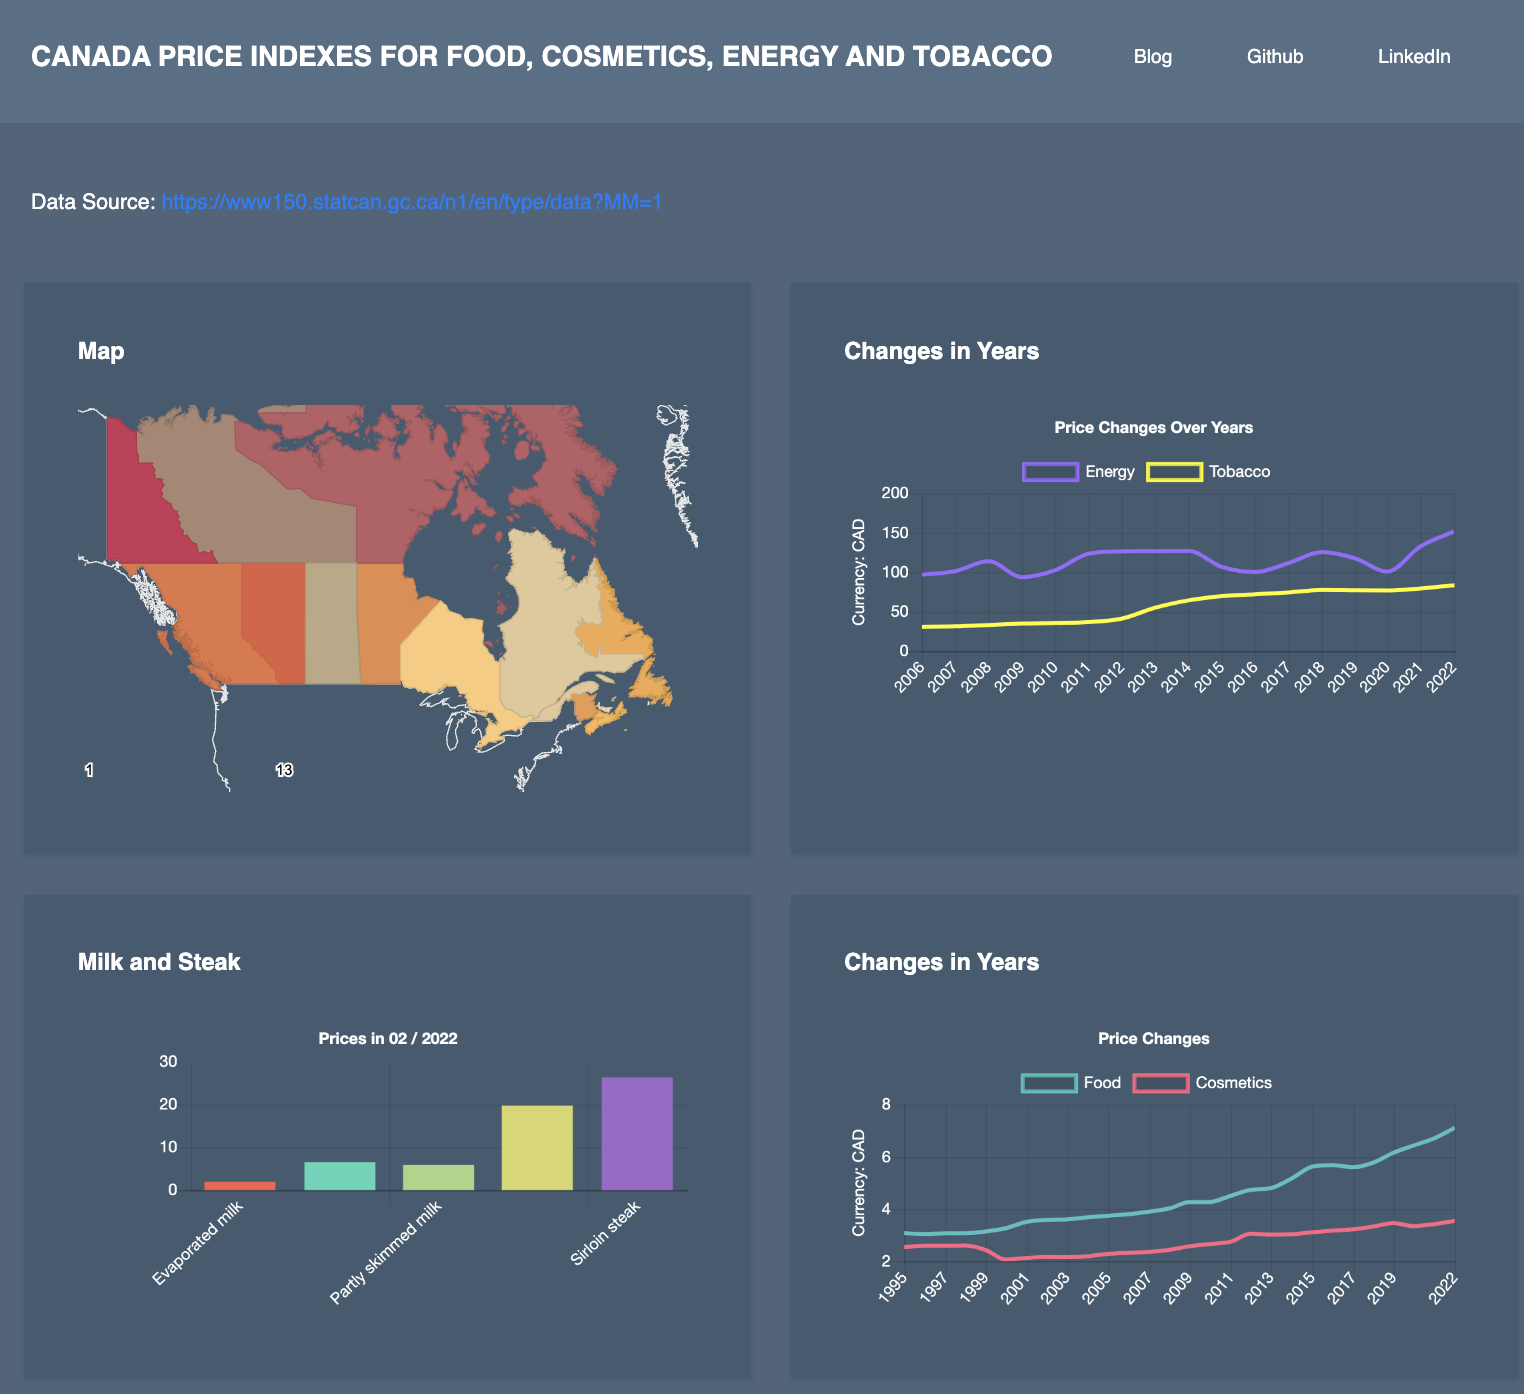 CANADA PRICE INDEXES FOR FOOD, COSMETICS, ENERGY AND TOBACCO
Blog
Github
LinkedIn
Data Source: https://www150.statcan.gc.ca/n1/en/type/data?MM=1
Map
1
13
Changes in Years
Price Changes Over Years
Energy
Tobacco
Currency: CAD
200
150
100
50
0
2006
2007
2008
2009
2010
2011
2012
2013
2014
2015
2016
2017
2018
2019
2020
2021
2022
Milk and Steak
Prices in 02 / 2022
30
20
10
0
Evaporated milk
Partly skimmed milk
Sirloin steak
Changes in Years
Price Changes
Food
Cosmetics
Currency: CAD
8
6
4
2
1995
1997
1999
2001
2003
2005
2007
2009
2011
2013
2015
2017
2019
2022